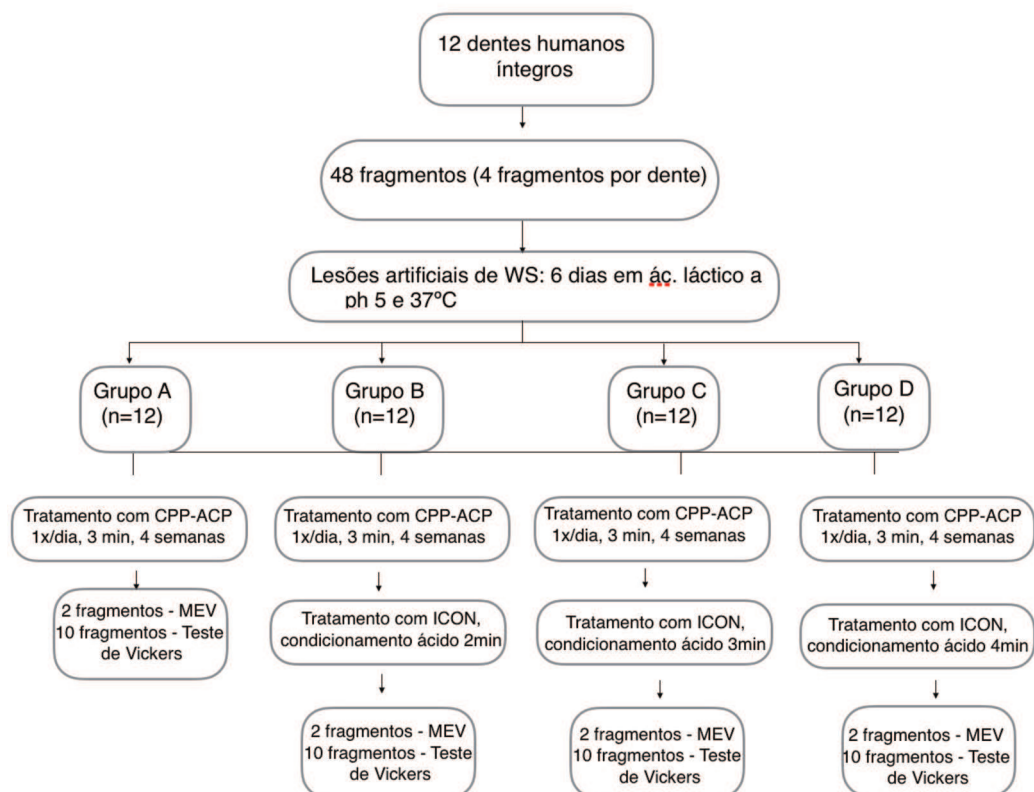 12 dentes humanos
íntegros
48 fragmentos (4 fragmentos por dente)
Lesões artificiais de WS: 6 dias em ác. láctico a
ph 5 e 37ºC
Grupo A
(n=12)
Grupo B
(n=12)
Grupo C
(n=12)
Grupo D
(n=12)
Tratamento com CPP-ACP
1x/dia, 3 min, 4 semanas
Tratamento com CPP-ACP
1x/dia, 3 min, 4 semanas
Tratamento com CPP-ACP
1x/dia, 3 min, 4 semanas
Tratamento com CPP-ACP
1x/dia, 3 min, 4 semanas
2 fragmentos - MEV
10 fragmentos - Teste
de Vickers
Tratamento com ICON,
condicionamento ácido 2min
Tratamento com ICON,
condicionamento ácido 3min
Tratamento com ICON,
condicionamento ácido 4min
2 fragmentos - MEV
10 fragmentos - Teste
de Vickers
2 fragmentos - MEV
10 fragmentos - Teste
de Vickers
2 fragmentos - MEV
10 fragmentos - Teste
de Vickers